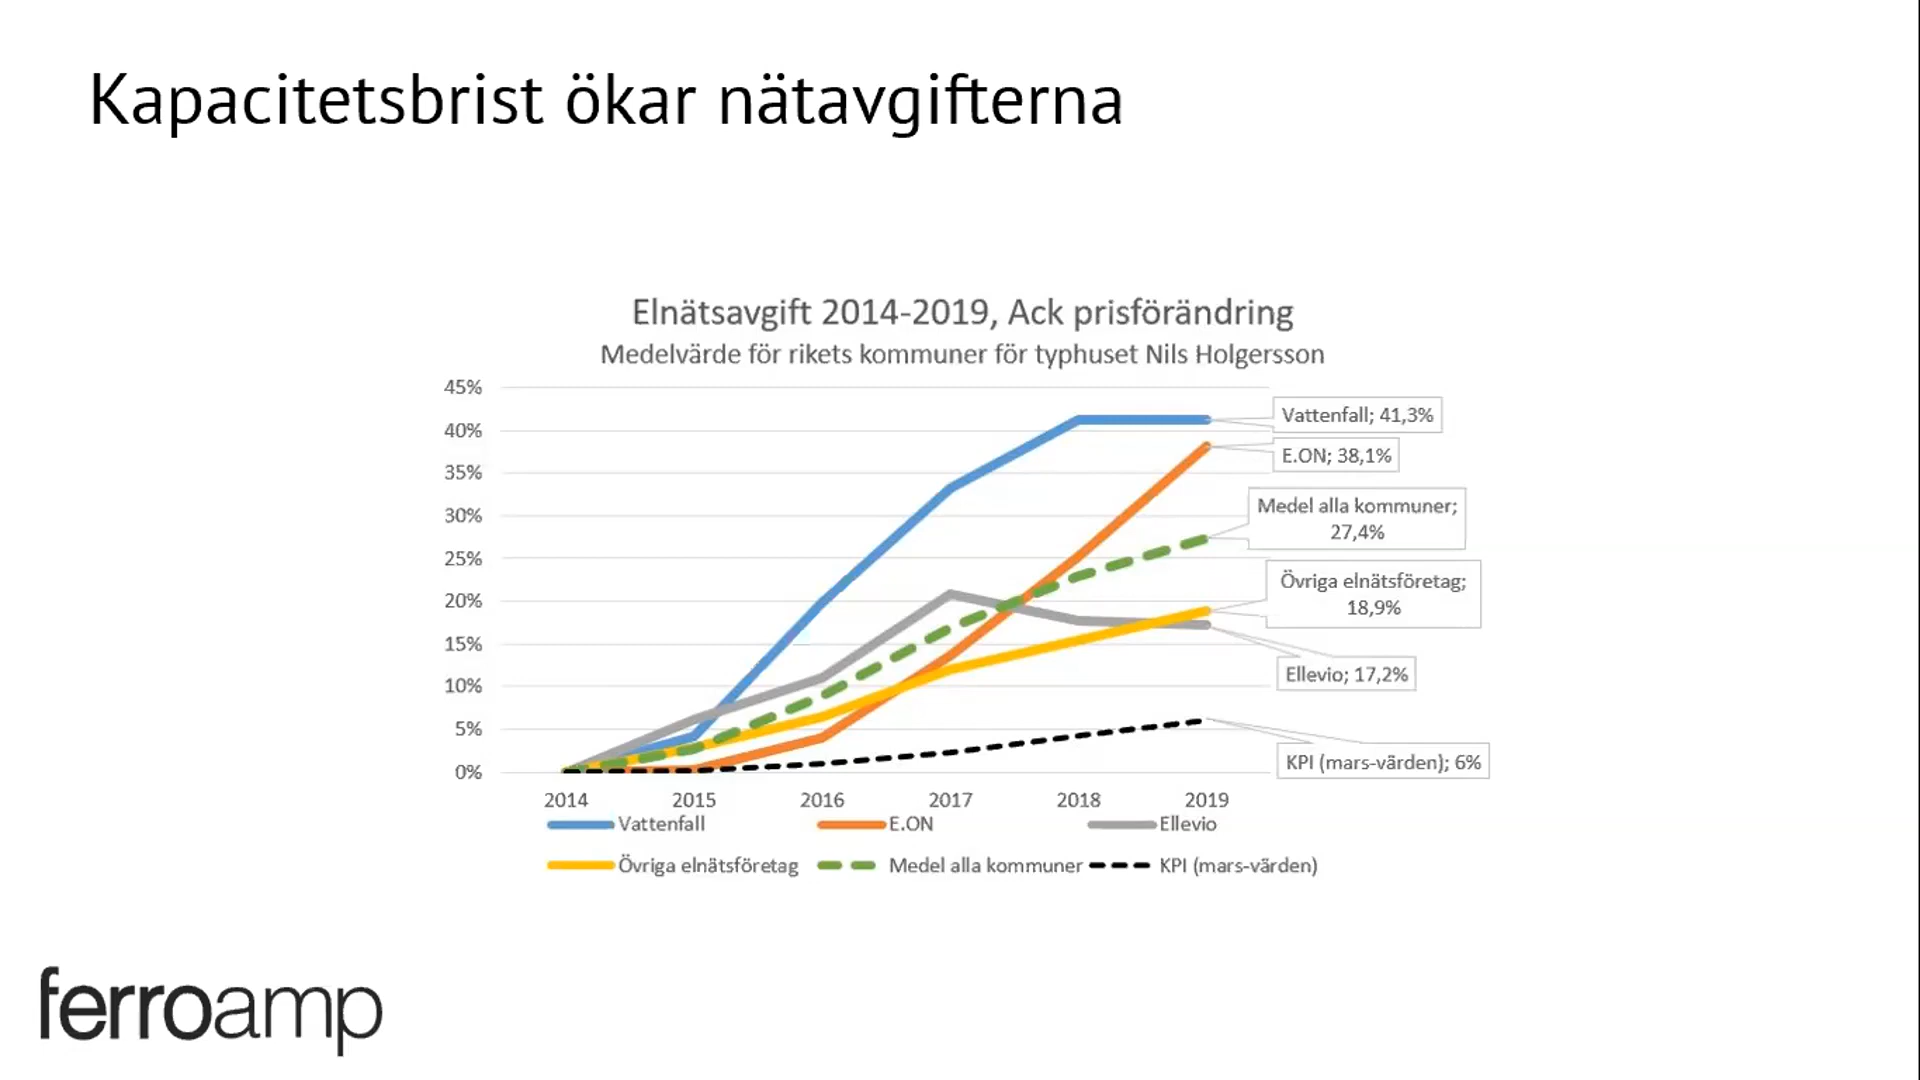 Kapacitetsbrist ökar nätavgifterna
Elnätsavgift 2014-2019, Ack prisförändring
Medelvärde för rikets kommuner för typhuset Nils Holgersson
45%
40%
35%
30%
25%
20%
15%
10%
5%
0%
Vattenfall; 41,3%
E.ON; 38,1%
Medel alla kommuner;
27,4%
Övriga elnätsföretag;
18,9%
Ellevio; 17,2%
KPI (mars-värden); 6%
2014 2015 2016 2017 2018 2019
Vattenfall E.ON Ellevio
Övriga elnätsföretag Medel alla kommuner KPI (mars-värden)
ferroamp